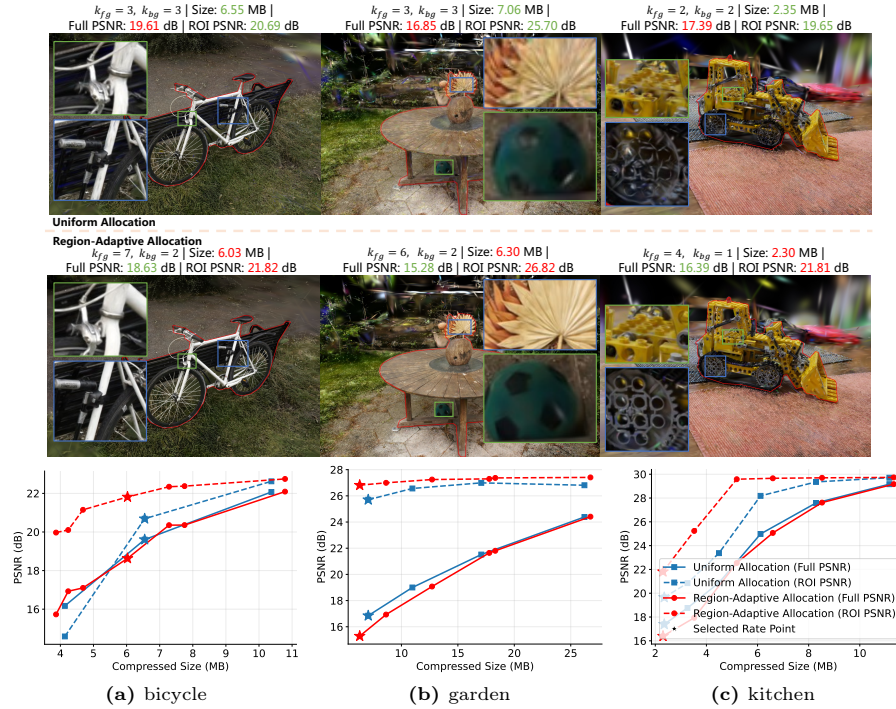 k_fg = 3, k_bg = 3 | Size: 6.55 MB |
Full PSNR: 19.61 dB | ROI PSNR: 20.69 dB
k_fg = 3, k_bg = 3 | Size: 7.06 MB |
Full PSNR: 16.85 dB | ROI PSNR: 25.70 dB
k_fg = 2, k_bg = 2 | Size: 2.35 MB |
Full PSNR: 17.39 dB | ROI PSNR: 19.65 dB
Uniform Allocation
Region-Adaptive Allocation
k_fg = 7, k_bg = 2 | Size: 6.03 MB |
Full PSNR: 18.63 dB | ROI PSNR: 21.82 dB
k_fg = 6, k_bg = 2 | Size: 6.30 MB |
Full PSNR: 15.28 dB | ROI PSNR: 26.82 dB
k_fg = 4, k_bg = 1 | Size: 2.30 MB |
Full PSNR: 16.39 dB | ROI PSNR: 21.81 dB
PSNR (dB)
22
20
18
16
4 5 6 7 8 9 10 11
Compressed Size (MB)
(a) bicycle
PSNR (dB)
28
26
24
22
20
18
16
10 15 20 25
Compressed Size (MB)
(b) garden
PSNR (dB)
30
28
26
24
22
20
18
16
Uniform Allocation (Full PSNR)
Uniform Allocation (ROI PSNR)
Region-Adaptive Allocation (Full PSNR)
Region-Adaptive Allocation (ROI PSNR)
Selected Rate Point
2 4 6 8 10
Compressed Size (MB)
(c) kitchen